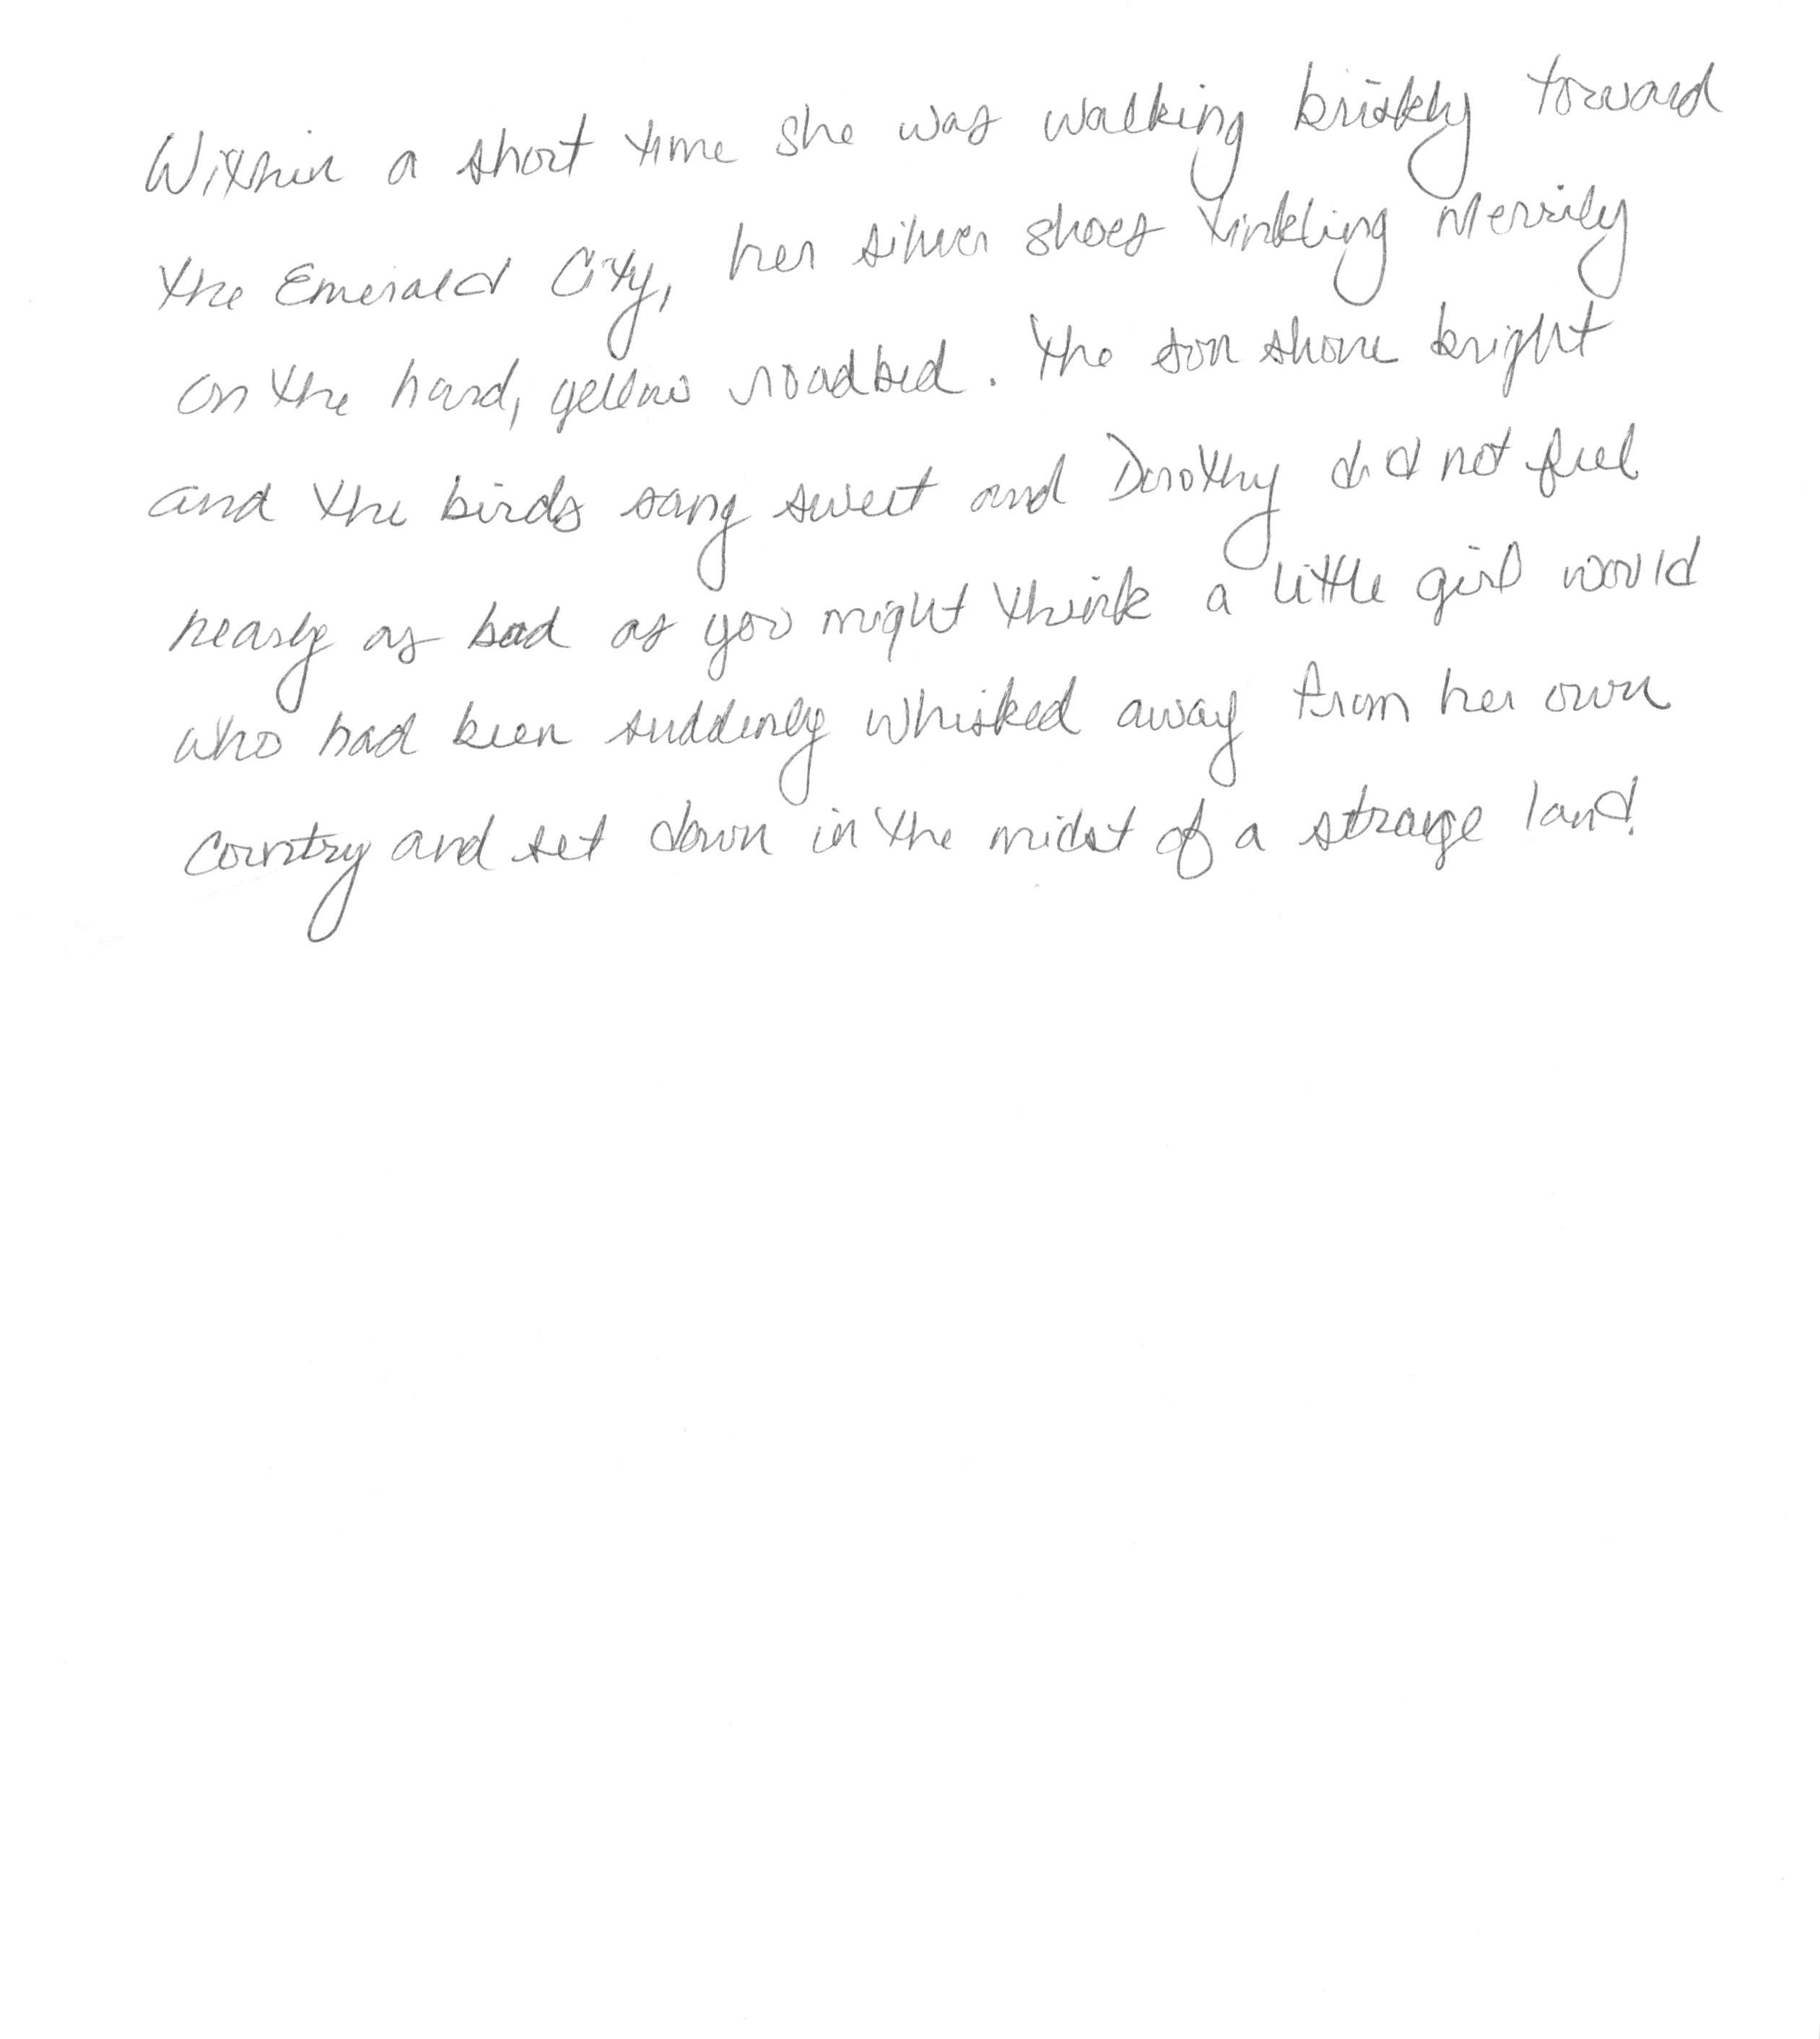 Within a short time she was walking briskly toward
the Emerald City, her silver shoes tinkling Merrily
on the hard, yellow roadbed. The sun shone bright
and the birds sang sweet and Dorothy did not feel
nearly as bad as you might think a little girl would
who had been suddenly whisked away from her own
country and set down in the midst of a strange land.